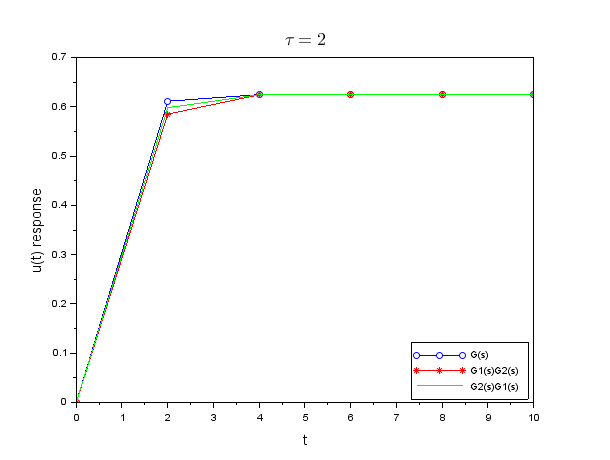 τ = 2
0.7
0.6
0.5
0.4
0.3
0.2
0.1
0
u(t) response
0 1 2 3 4 5 6 7 8 9 10
t
G(s)
G1(s)G2(s)
G2(s)G1(s)